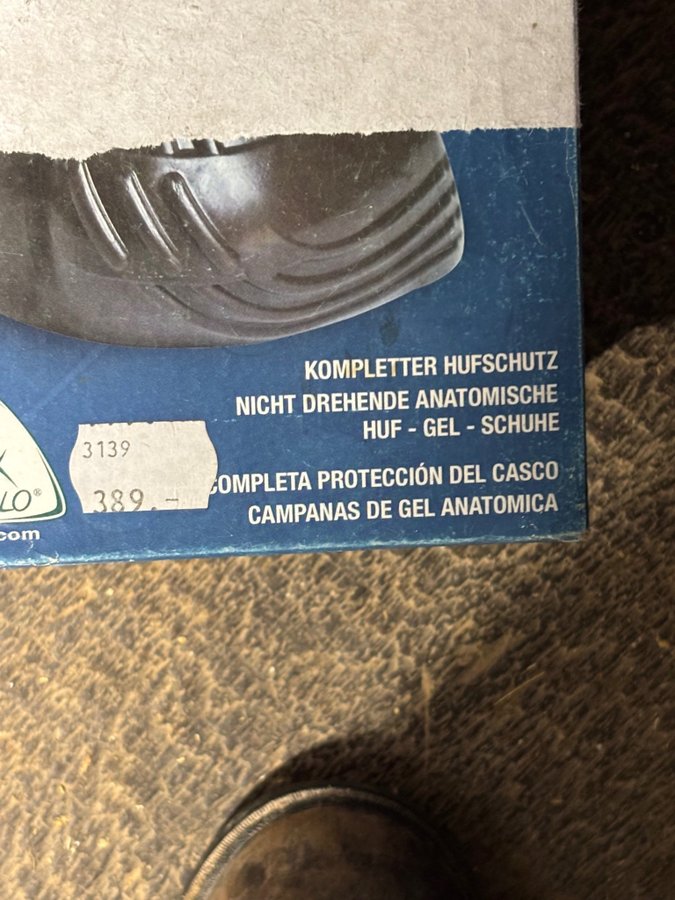 KOMPLETTER HUFSCHUTZ
NICHT DREHENDE ANATOMISCHE
HUF - GEL - SCHUHE
3139
389.-
COMPLETA PROTECCIÓN DEL CASCO
CAMPANAS DE GEL ANATOMICA
LO®
.com